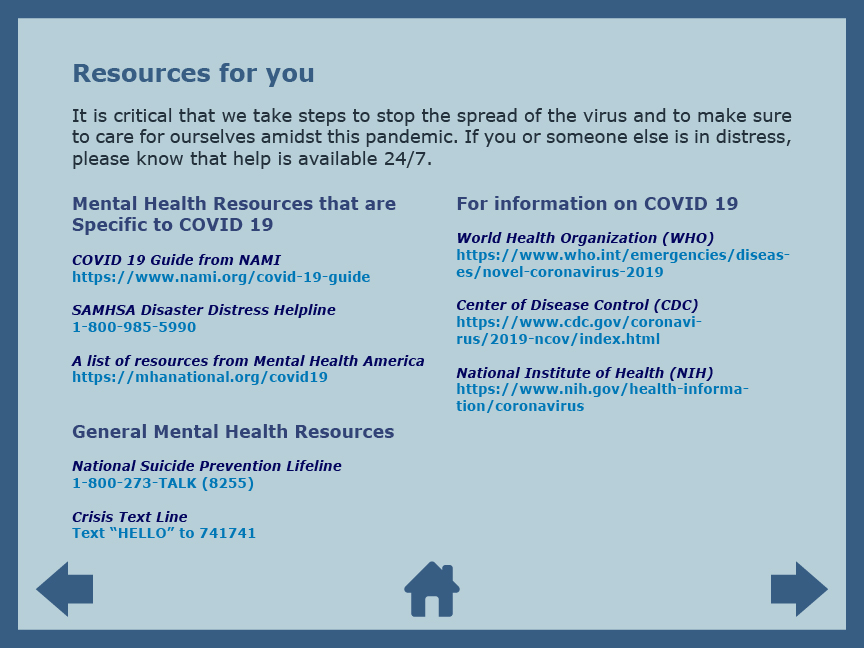 Resources for you
It is critical that we take steps to stop the spread of the virus and to make sure
to care for ourselves amidst this pandemic. If you or someone else is in distress,
please know that help is available 24/7.
Mental Health Resources that are
Specific to COVID 19
COVID 19 Guide from NAMI
https://www.nami.org/covid-19-guide
SAMHSA Disaster Distress Helpline
1-800-985-5990
A list of resources from Mental Health America
https://mhanational.org/covid19
General Mental Health Resources
National Suicide Prevention Lifeline
1-800-273-TALK (8255)
Crisis Text Line
Text “HELLO” to 741741
For information on COVID 19
World Health Organization (WHO)
https://www.who.int/emergencies/diseas-
es/novel-coronavirus-2019
Center of Disease Control (CDC)
https://www.cdc.gov/coronavi-
rus/2019-ncov/index.html
National Institute of Health (NIH)
https://www.nih.gov/health-informa-
tion/coronavirus